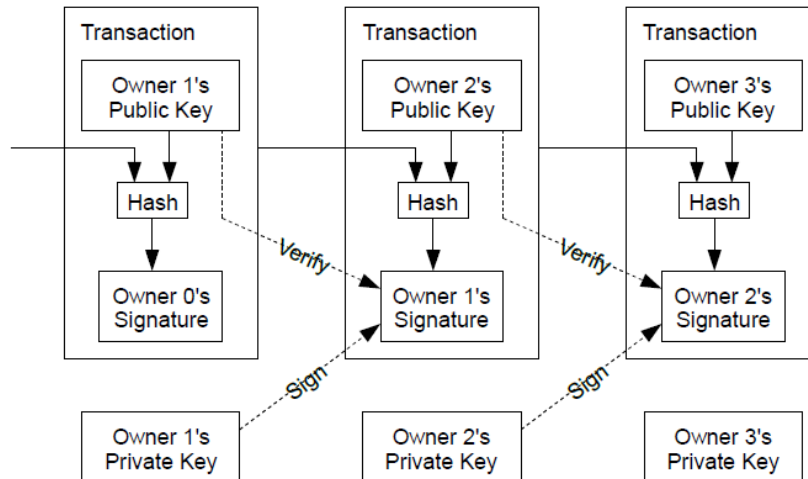 Transaction
Transaction
Transaction
Owner 1's
Public Key
Owner 2's
Public Key
Owner 3's
Public Key
Hash
Hash
Hash
Verify
Verify
Owner 0's
Signature
Owner 1's
Signature
Owner 2's
Signature
Sign
Sign
Owner 1's
Private Key
Owner 2's
Private Key
Owner 3's
Private Key